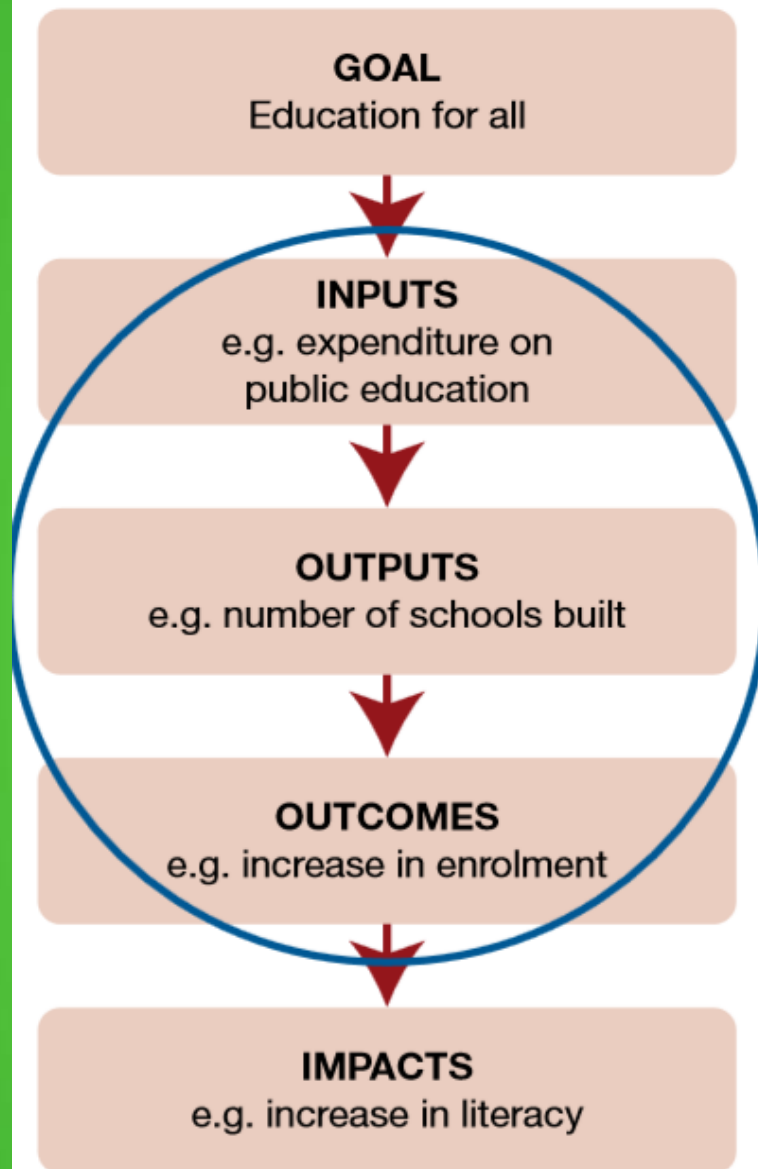 GOAL
Education for all
INPUTS
e.g. expenditure on
public education
OUTPUTS
e.g. number of schools built
OUTCOMES
e.g. increase in enrolment
IMPACTS
e.g. increase in literacy